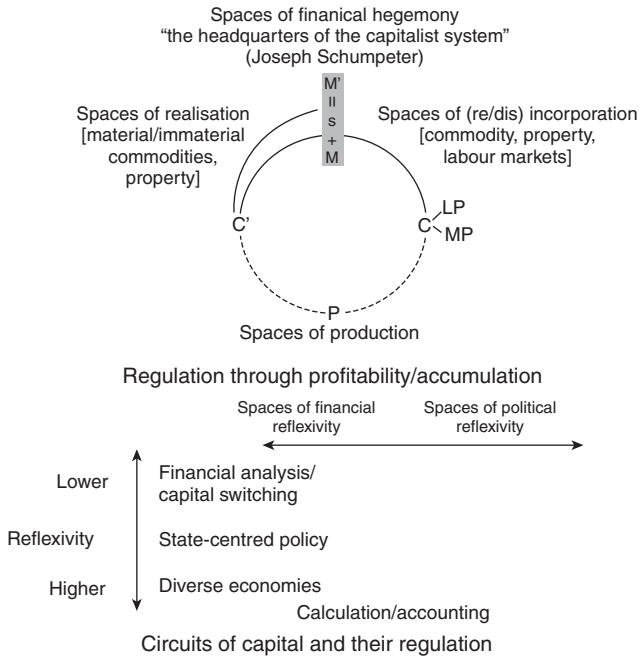 Spaces of finanical hegemony
“the headquarters of the capitalist system”
(Joseph Schumpeter)
M'
II
s
+
M
Spaces of realisation
[material/immaterial
commodities,
property]
Spaces of (re/dis) incorporation
[commodity, property,
labour markets]
C'
C
LP
MP
P
Spaces of production
Regulation through profitability/accumulation
Spaces of financial
reflexivity
Spaces of political
reflexivity
Lower
Financial analysis/
capital switching
Reflexivity
State-centred policy
Higher
Diverse economies
Calculation/accounting
Circuits of capital and their regulation